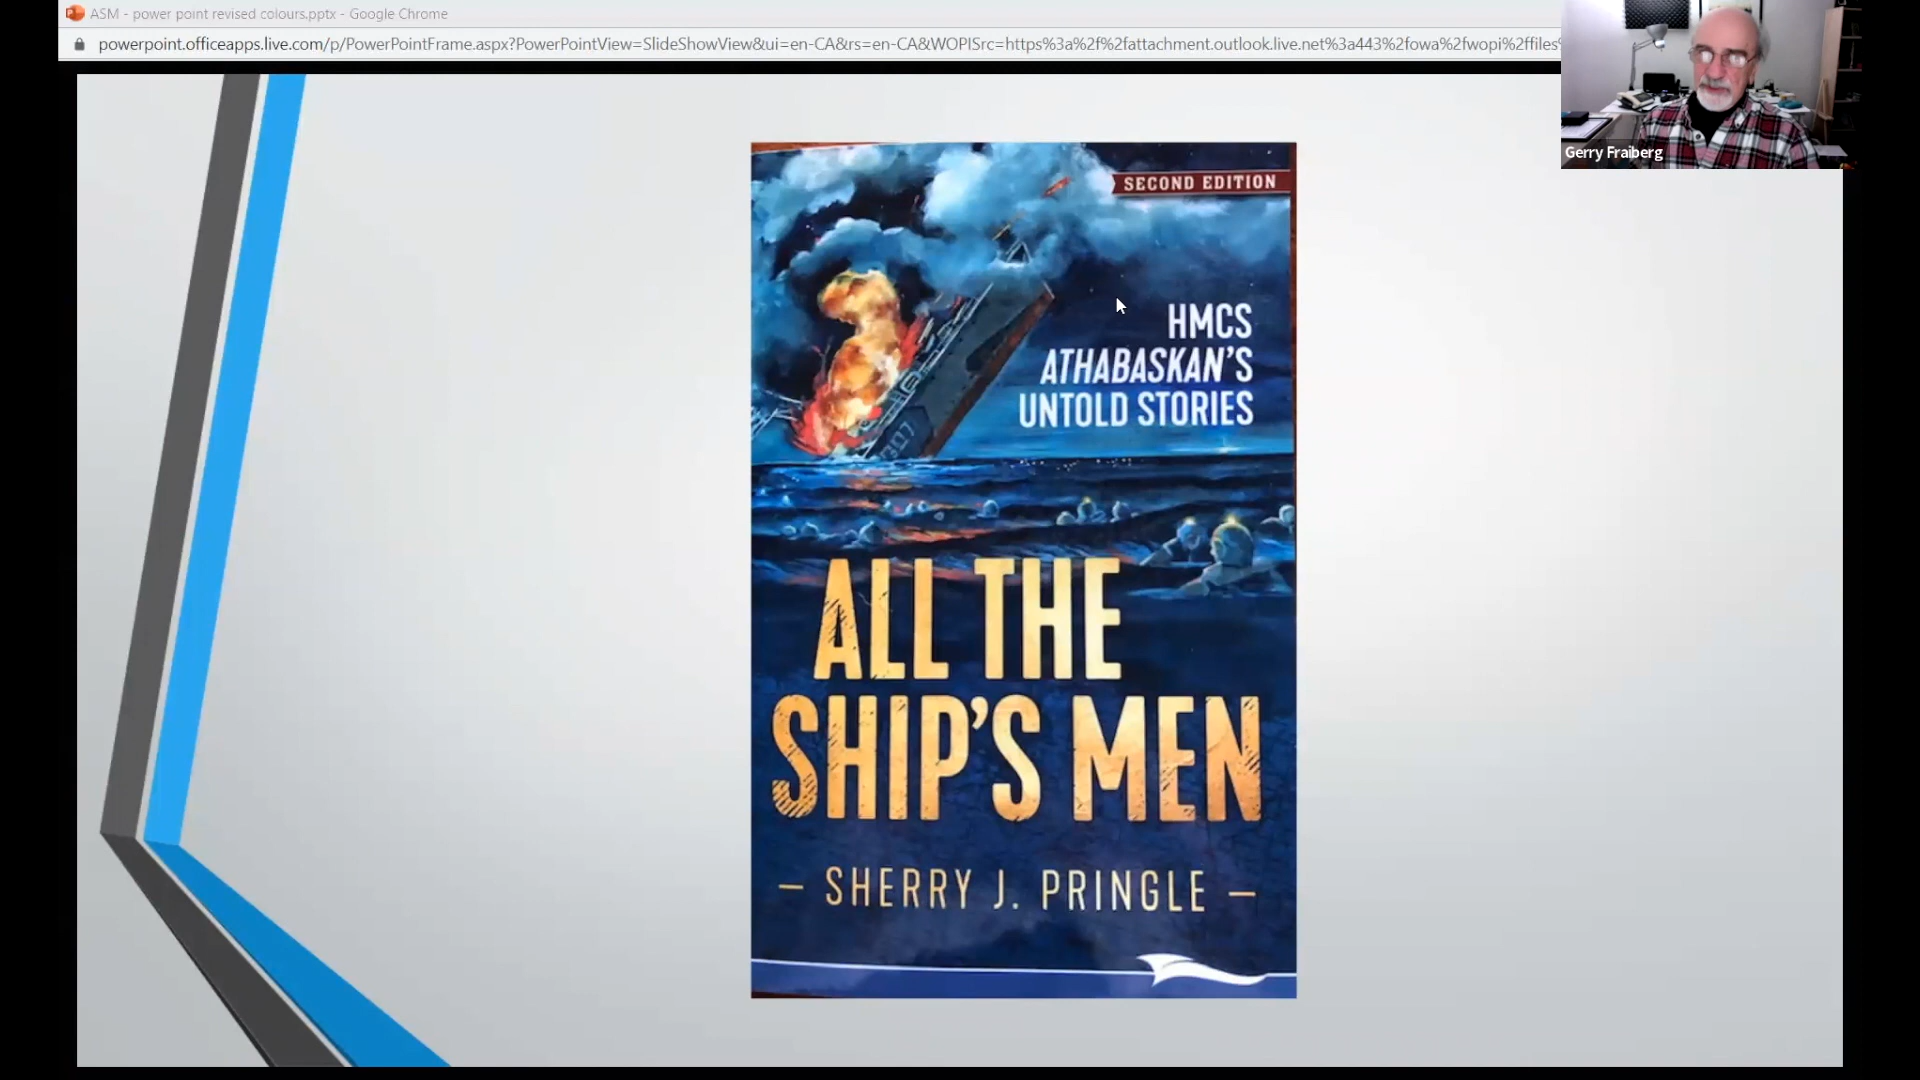 ASM - power point revised colours.pptx - Google Chrome
powerpoint.officeapps.live.com/p/PowerPointFrame.aspx?PowerPointView=SlideShowView&ui=en-CA&rs=en-CA&WOPISrc=https%3a%2f%2fattachment.outlook.live.net%3a443%2fowa%2fwopi%2ffiles%
Gerry Fraiberg
SECOND EDITION
HMCS
ATHABASKAN'S
UNTOLD STORIES
G07
ALL THE
SHIP'S MEN
– SHERRY J. PRINGLE –